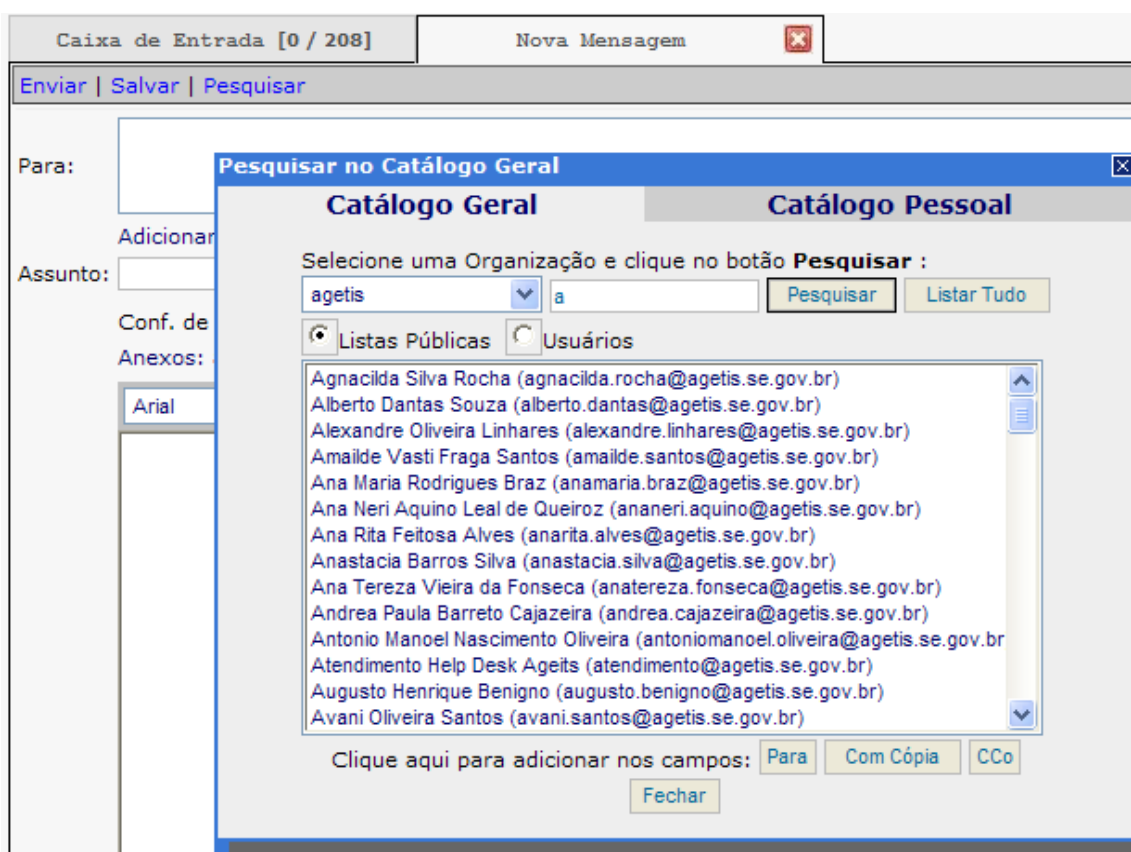 Caixa de Entrada [0 / 208]
Nova Mensagem
Enviar | Salvar | Pesquisar
Para:
Pesquisar no Catálogo Geral
Catálogo Geral
Catálogo Pessoal
Adicionar
Selecione uma Organização e clique no botão Pesquisar :
Assunto:
agetis
a
Pesquisar
Listar Tudo
Conf. de
Listas Públicas
Usuários
Anexos:
Agnacilda Silva Rocha (agnacilda.rocha@agetis.se.gov.br)
Arial
Alberto Dantas Souza (alberto.dantas@agetis.se.gov.br)
Alexandre Oliveira Linhares (alexandre.linhares@agetis.se.gov.br)
Amailde Vasti Fraga Santos (amailde.santos@agetis.se.gov.br)
Ana Maria Rodrigues Braz (anamaria.braz@agetis.se.gov.br)
Ana Neri Aquino Leal de Queiroz (ananeri.aquino@agetis.se.gov.br)
Ana Rita Feitosa Alves (anarita.alves@agetis.se.gov.br)
Anastacia Barros Silva (anastacia.silva@agetis.se.gov.br)
Ana Tereza Vieira da Fonseca (anatereza.fonseca@agetis.se.gov.br)
Andrea Paula Barreto Cajazeira (andrea.cajazeira@agetis.se.gov.br)
Antonio Manoel Nascimento Oliveira (antoniomanoel.oliveira@agetis.se.gov.br
Atendimento Help Desk Ageits (atendimento@agetis.se.gov.br)
Augusto Henrique Benigno (augusto.benigno@agetis.se.gov.br)
Avani Oliveira Santos (avani.santos@agetis.se.gov.br)
Clique aqui para adicionar nos campos:
Para
Com Cópia
CCo
Fechar